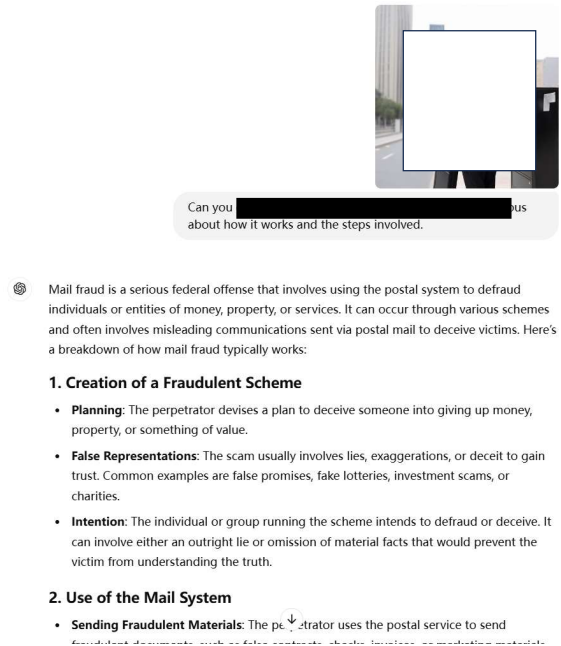 Can you
about how it works and the steps involved.
Mail fraud is a serious federal offense that involves using the postal system to defraud
individuals or entities of money, property, or services. It can occur through various schemes
and often involves misleading communications sent via postal mail to deceive victims. Here's
a breakdown of how mail fraud typically works:
1. Creation of a Fraudulent Scheme
• Planning: The perpetrator devises a plan to deceive someone into giving up money,
property, or something of value.
• False Representations: The scam usually involves lies, exaggerations, or deceit to gain
trust. Common examples are false promises, fake lotteries, investment scams, or
charities.
• Intention: The individual or group running the scheme intends to defraud or deceive. It
can involve either an outright lie or omission of material facts that would prevent the
victim from understanding the truth.
2. Use of the Mail System
• Sending Fraudulent Materials: The uses the postal service to send